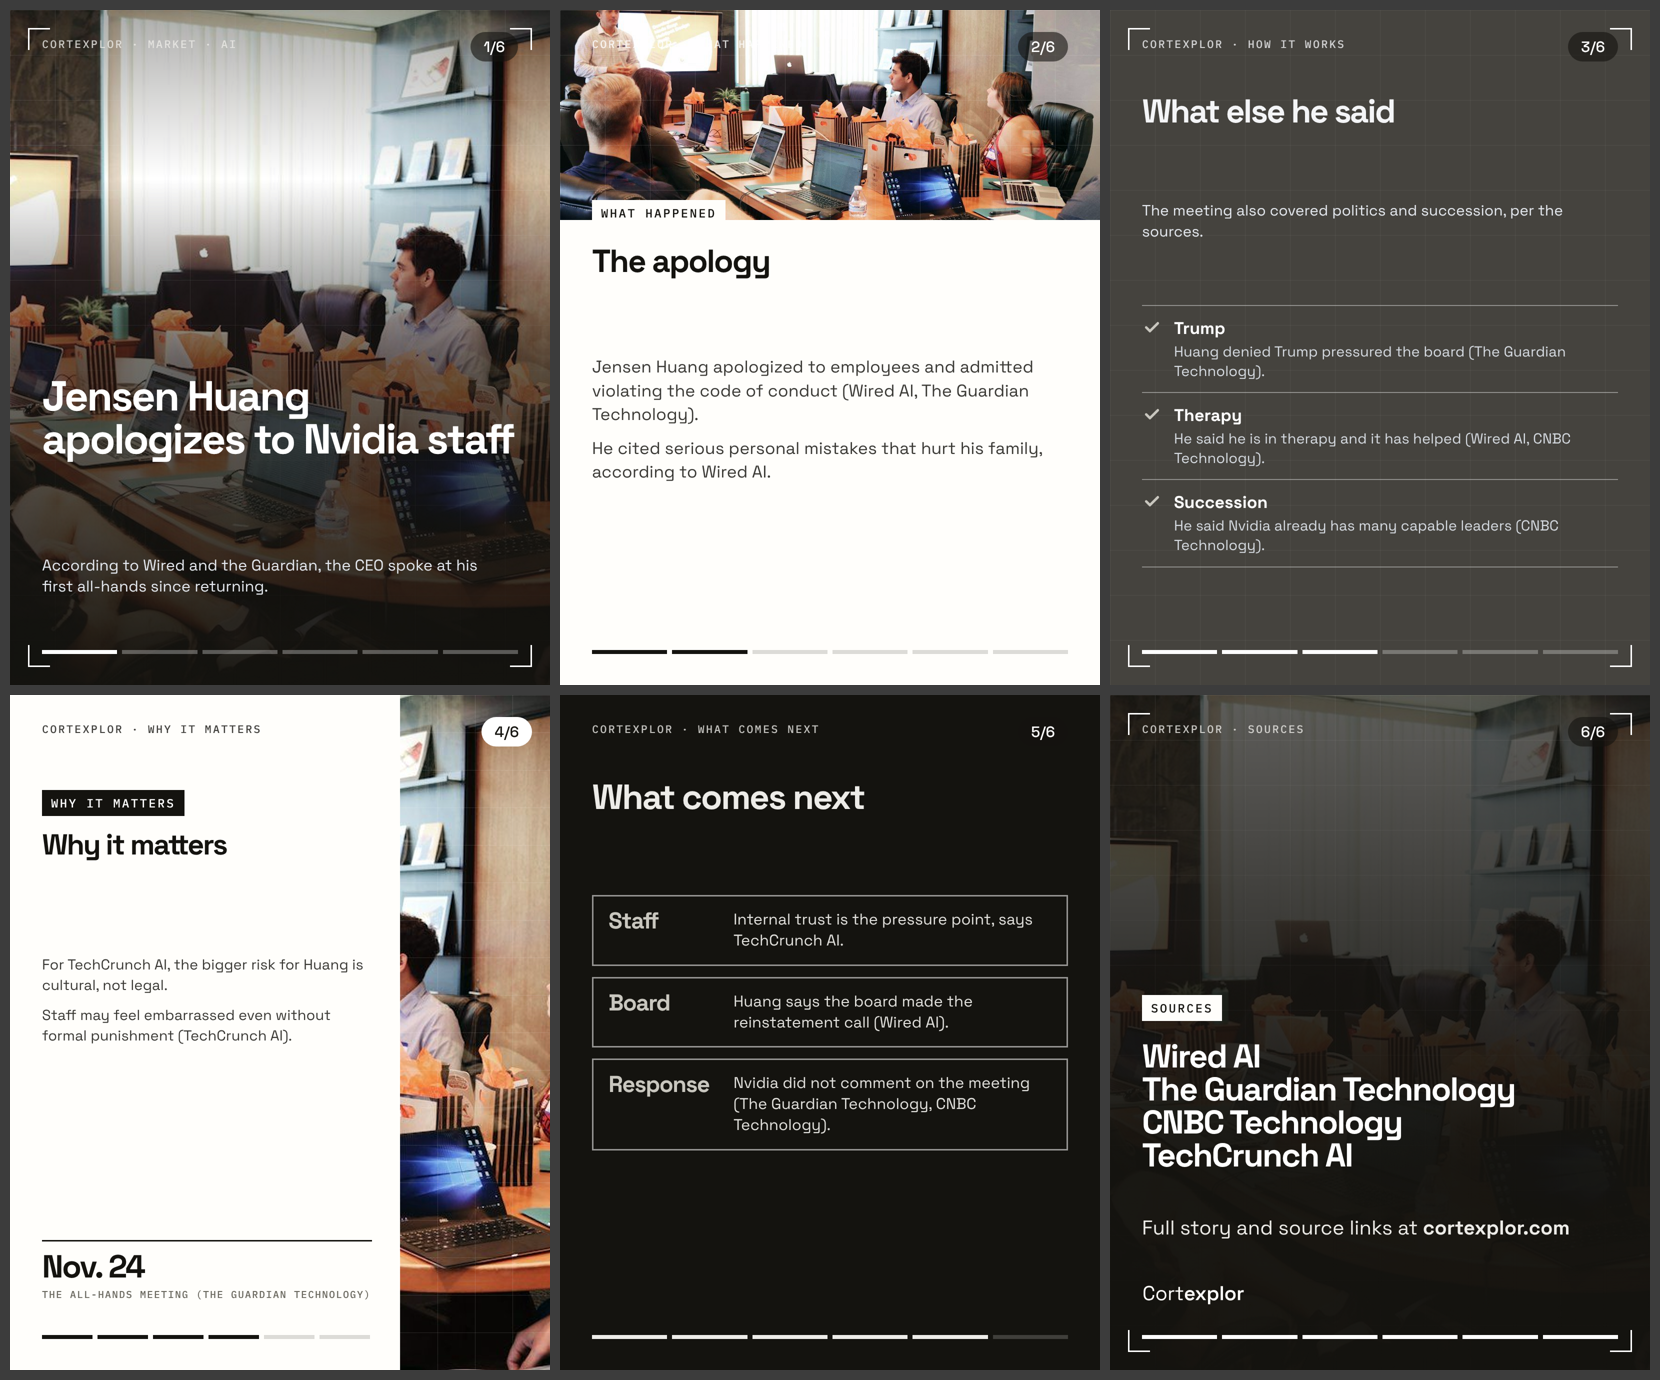 CORTEXPLOR · MARKET · AI
1/6
Jensen Huang
apologizes to Nvidia staff
According to Wired and the Guardian, the CEO spoke at his
first all-hands since returning.
2/6
WHAT HAPPENED
The apology
Jensen Huang apologized to employees and admitted
violating the code of conduct (Wired AI, The Guardian
Technology).
He cited serious personal mistakes that hurt his family,
according to Wired AI.
CORTEXPLOR · HOW IT WORKS
3/6
What else he said
The meeting also covered politics and succession, per the
sources.
Trump
Huang denied Trump pressured the board (The Guardian
Technology).
Therapy
He said he is in therapy and it has helped (Wired AI, CNBC
Technology).
Succession
He said Nvidia already has many capable leaders (CNBC
Technology).
CORTEXPLOR · WHY IT MATTERS
4/6
WHY IT MATTERS
Why it matters
For TechCrunch AI, the bigger risk for Huang is
cultural, not legal.
Staff may feel embarrassed even without
formal punishment (TechCrunch AI).
Nov. 24
THE ALL-HANDS MEETING (THE GUARDIAN TECHNOLOGY)
CORTEXPLOR · WHAT COMES NEXT
5/6
What comes next
Staff
Internal trust is the pressure point, says
TechCrunch AI.
Board
Huang says the board made the
reinstatement call (Wired AI).
Response
Nvidia did not comment on the meeting
(The Guardian Technology, CNBC
Technology).
CORTEXPLOR · SOURCES
6/6
SOURCES
Wired AI
The Guardian Technology
CNBC Technology
TechCrunch AI
Full story and source links at cortexplor.com
Cortexplor